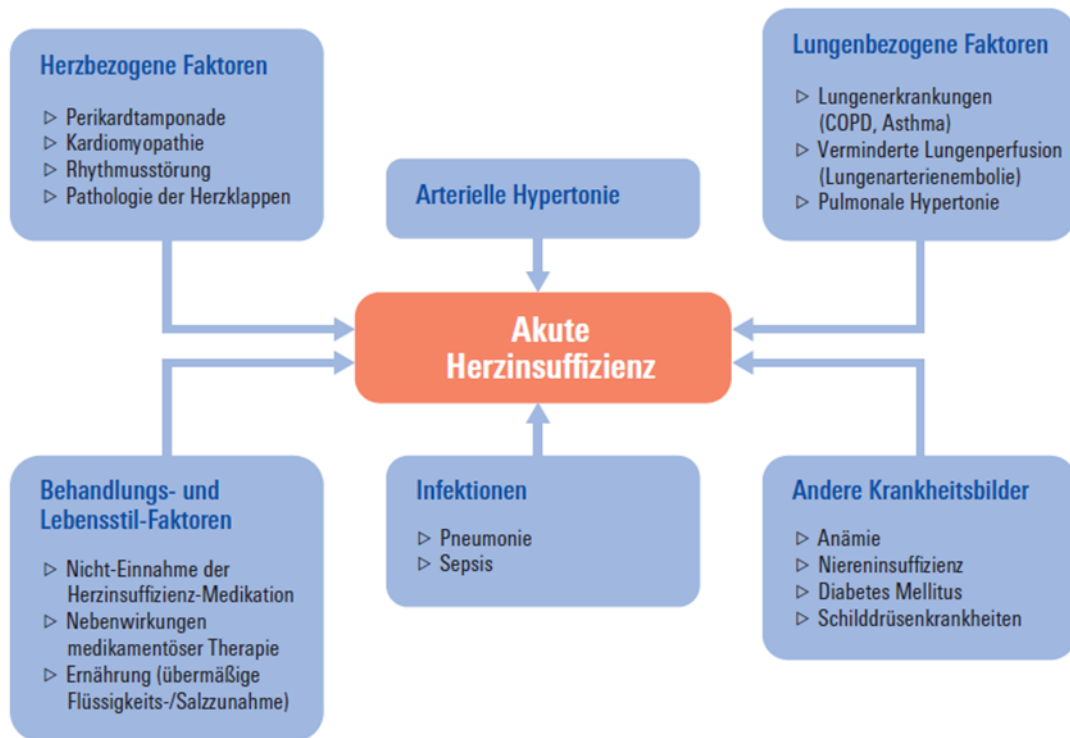 Herzbezogene Faktoren
▷ Perikardtamponade
▷ Kardiomyopathie
▷ Rhythmusstörung
▷ Pathologie der Herzklappen
Arterielle Hypertonie
Lungenbezogene Faktoren
▷ Lungenerkrankungen
(COPD, Asthma)
▷ Verminderte Lungenperfusion
(Lungenarterienembolie)
▷ Pulmonale Hypertonie
Akute
Herzinsuffizienz
Behandlungs- und
Lebensstil-Faktoren
▷ Nicht-Einnahme der
Herzinsuffizienz-Medikation
▷ Nebenwirkungen
medikamentöser Therapie
▷ Ernährung (übermäßige
Flüssigkeits-/Salzzunahme)
Infektionen
▷ Pneumonie
▷ Sepsis
Andere Krankheitsbilder
▷ Anämie
▷ Niereninsuffizienz
▷ Diabetes Mellitus
▷ Schilddrüsenkrankheiten